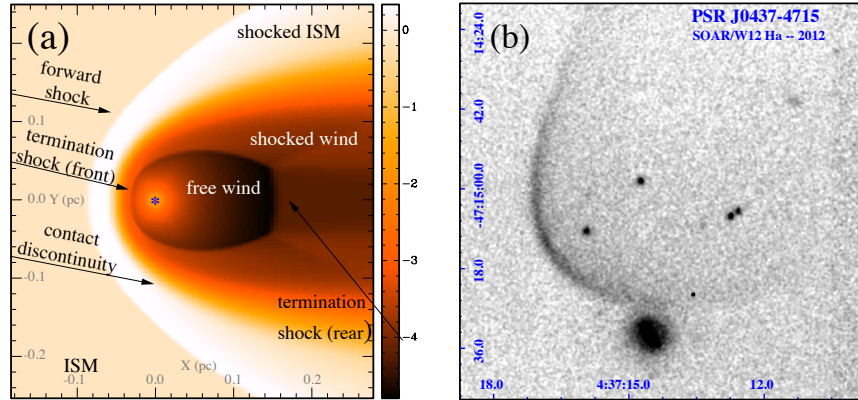 (a)
shocked ISM
forward
shock
termination
shock (front)
shocked wind
free wind
contact
discontinuity
termination
shock (rear)
ISM
X (pc)
Y (pc)
0.1
0.0
-0.1
-0.2
-0.1
0.0
0.1
0.2
0
−1
−2
−3
−4
(b)
PSR J0437-4715
SOAR/W12 Ha -- 2012
14:24.0
42.0
-47:15:00.0
18.0
36.0
18.0
4:37:15.0
12.0